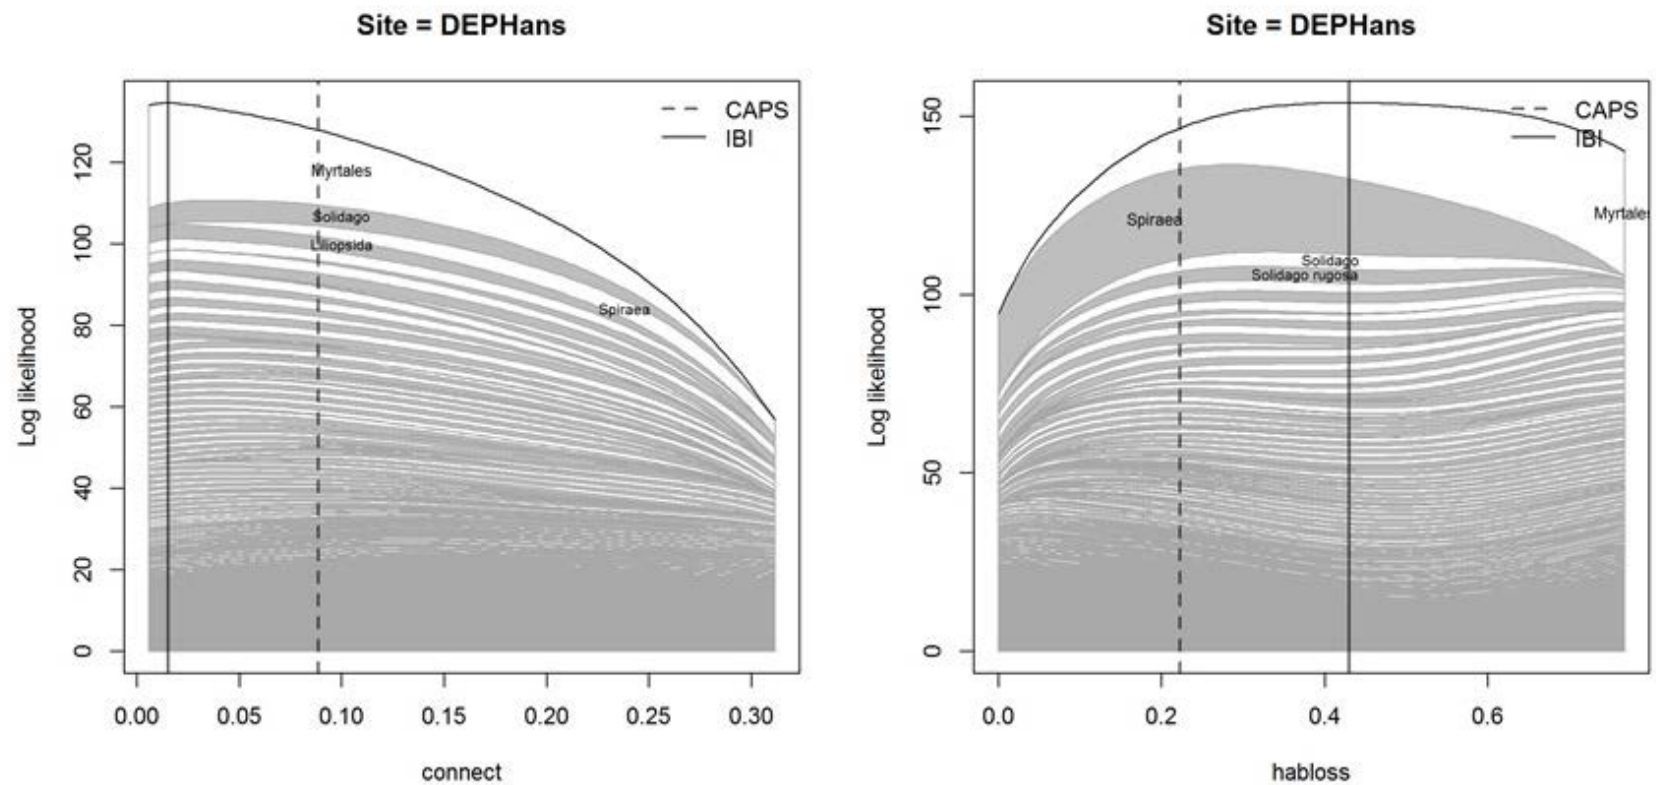 Site = DEPHans
CAPS
IBI
Myrtales
Solidago
Liliopsida
Spiraea
Log likelihood
0
20
40
60
80
100
120
0.00 0.05 0.10 0.15 0.20 0.25 0.30
connect
Site = DEPHans
CAPS
IBI
Myrtales
Spiraea
Solidago
Solidago rugosa
Log likelihood
0
50
100
150
0.0 0.2 0.4 0.6
habloss